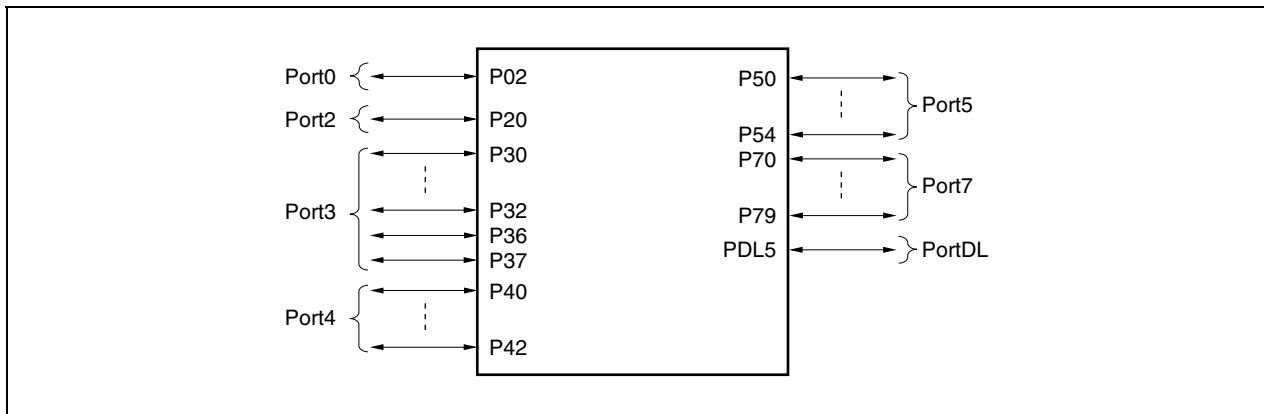 Port0
P02
Port2
P20
Port3
P30
P32
P36
P37
Port4
P40
P42
P50
P54
Port5
P70
P79
Port7
PDL5
PortDL